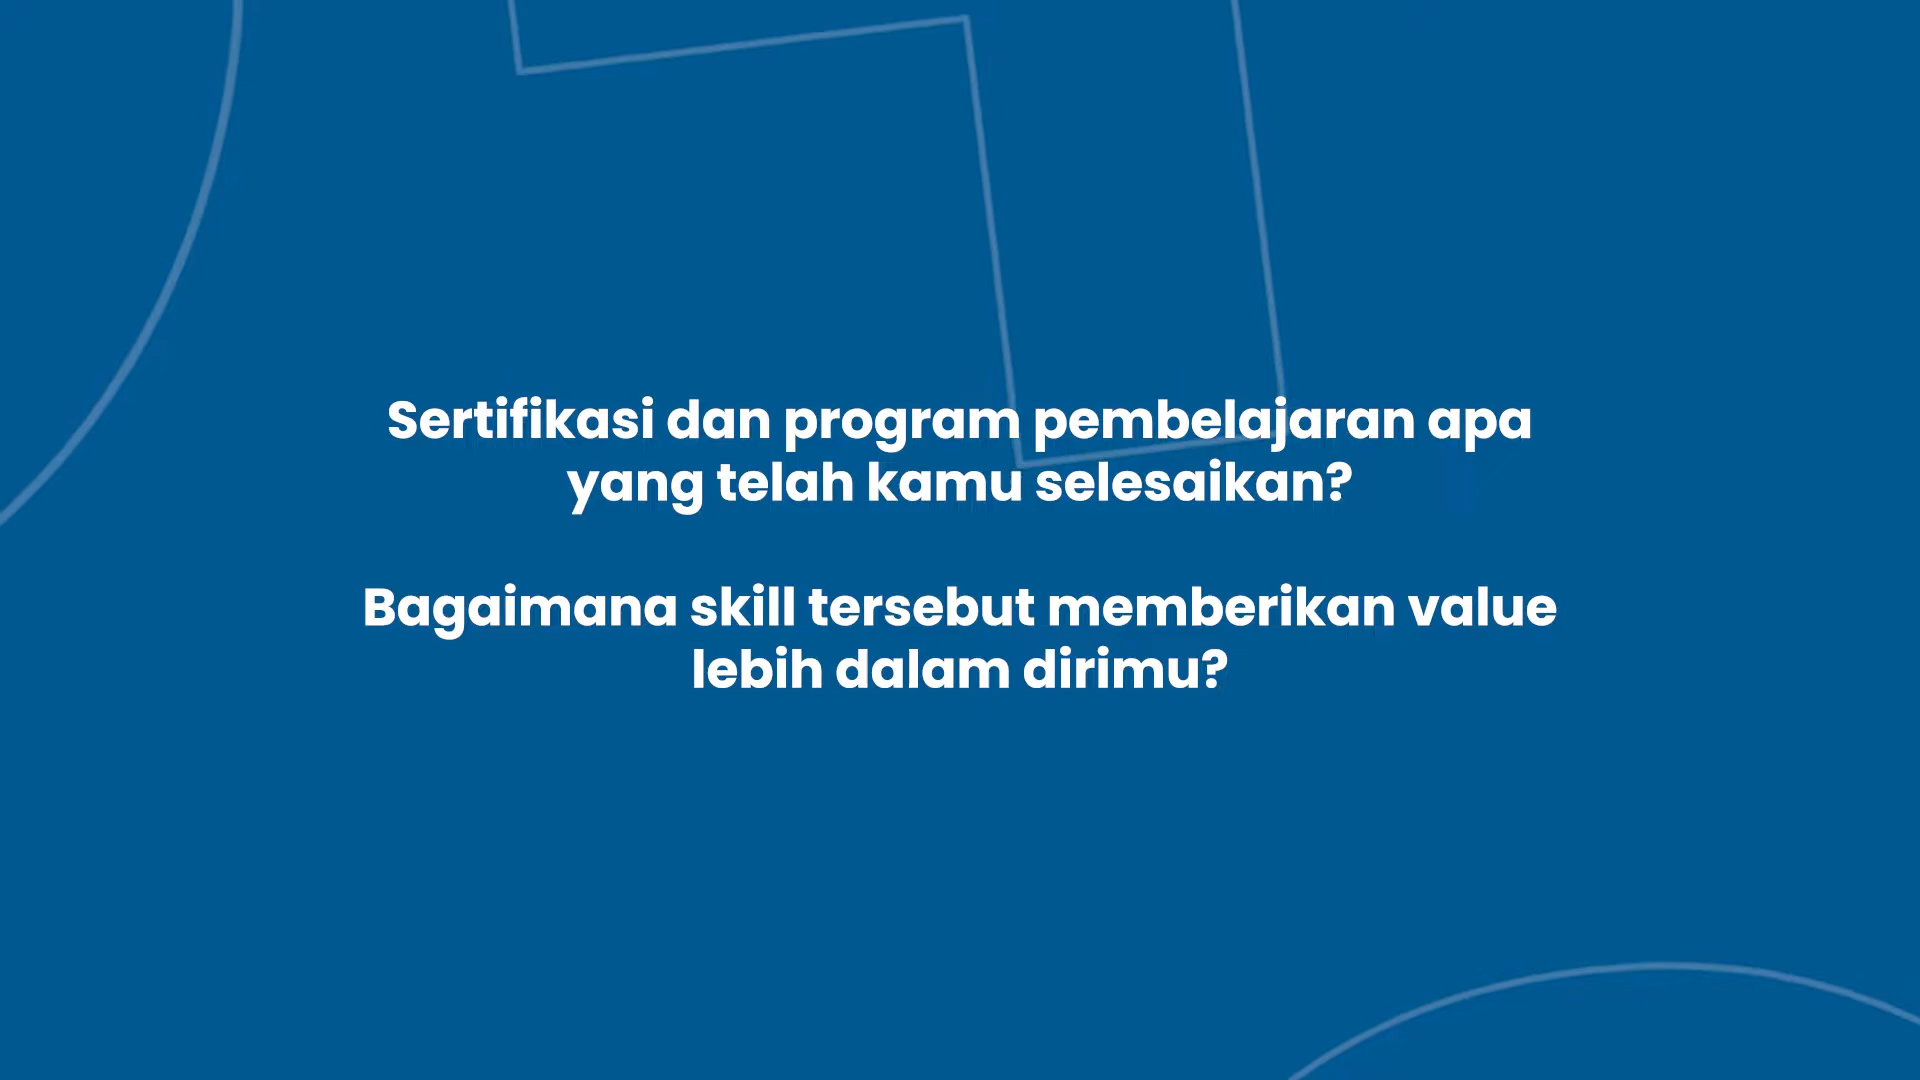 Sertifikasi dan program pembelajaran apa
yang telah kamu selesaikan?
Bagaimana skill tersebut memberikan value
lebih dalam dirimu?